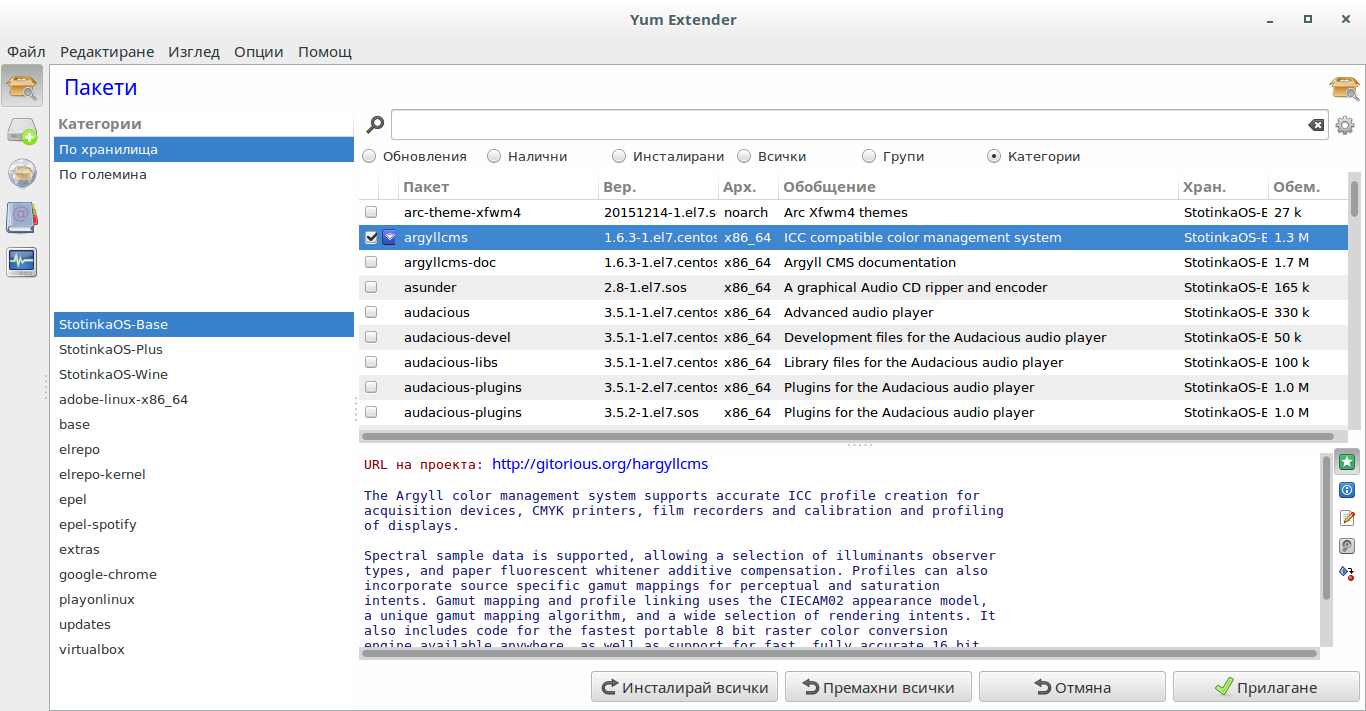 Yum Extender
Файл Редактиране Изглед Опции Помощ
Пакети
Категории
По хранилища
По големина
StotinkaOS-Base
StotinkaOS-Plus
StotinkaOS-Wine
adobe-linux-x86_64
base
elrepo
elrepo-kernel
epel
epel-spotify
extras
google-chrome
playonlinux
updates
virtualbox
Обновления Налични Инсталирани Всички Групи Категории
Пакет Вер. Арх. Обобщение Хран. Обем.
arc-theme-xfwm4 20151214-1.el7.s noarch Arc Xfwm4 themes StotinkaOS-E 27 k
argyllcms 1.6.3-1.el7.centos x86_64 ICC compatible color management system StotinkaOS-E 1.3 M
argyllcms-doc 1.6.3-1.el7.centos x86_64 Argyll CMS documentation StotinkaOS-E 1.7 M
asunder 2.8-1.el7.sos x86_64 A graphical Audio CD ripper and encoder StotinkaOS-E 165 k
audacious 3.5.1-1.el7.centos x86_64 Advanced audio player StotinkaOS-E 330 k
audacious-devel 3.5.1-1.el7.centos x86_64 Development files for the Audacious audio player StotinkaOS-E 50 k
audacious-libs 3.5.1-1.el7.centos x86_64 Library files for the Audacious audio player StotinkaOS-E 100 k
audacious-plugins 3.5.1-2.el7.centos x86_64 Plugins for the Audacious audio player StotinkaOS-E 1.0 M
audacious-plugins 3.5.2-1.el7.sos x86_64 Plugins for the Audacious audio player StotinkaOS-E 1.0 M
URL на проекта: http://gitorious.org/hargyllcms
The Argyll color management system supports accurate ICC profile creation for
acquisition devices, CMYK printers, film recorders and calibration and profiling
of displays.
Spectral sample data is supported, allowing a selection of illuminants observer
types, and paper fluorescent whitener additive compensation. Profiles can also
incorporate source specific gamut mappings for perceptual and saturation
intents. Gamut mapping and profile linking uses the CIECAM02 appearance model,
a unique gamut mapping algorithm, and a wide selection of rendering intents. It
also includes code for the fastest portable 8 bit raster color conversion
engine available anywhere, as well as support for fast, fully accurate 16 bit
Инсталирай всички Премахни всички Отмяна Прилагане